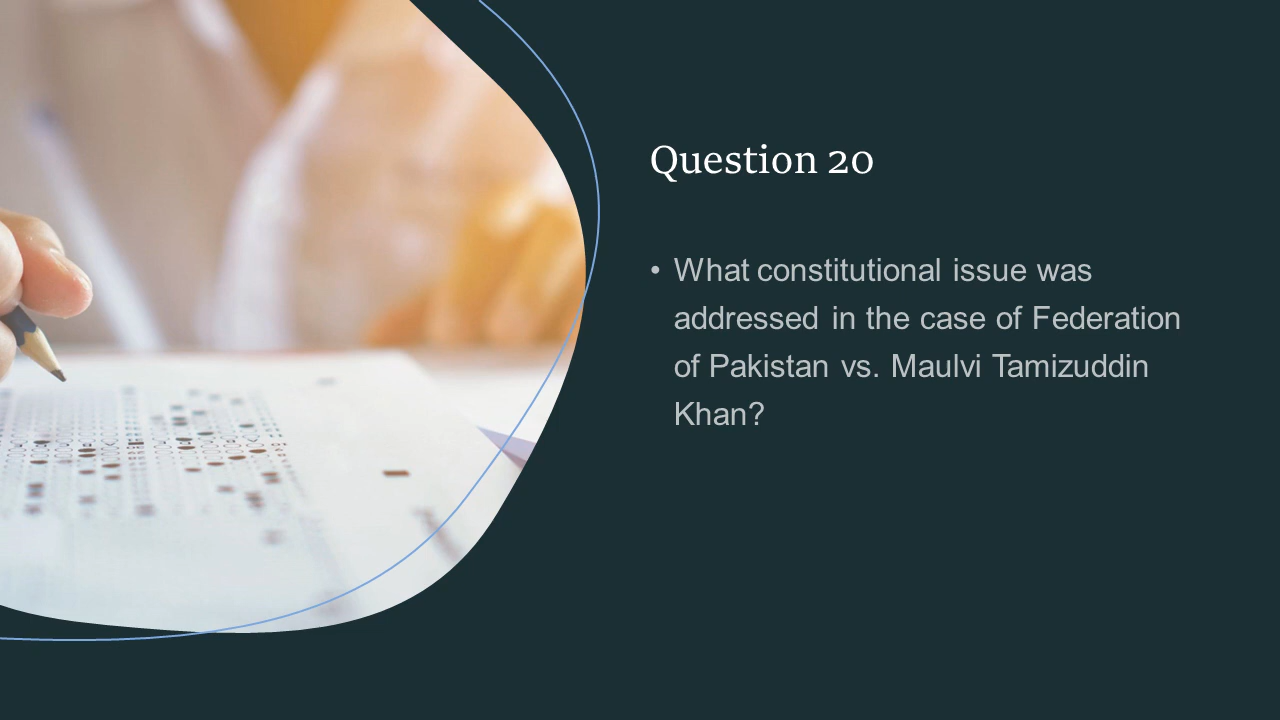 Question 20
• What constitutional issue was
addressed in the case of Federation
of Pakistan vs. Maulvi Tamizuddin
Khan?